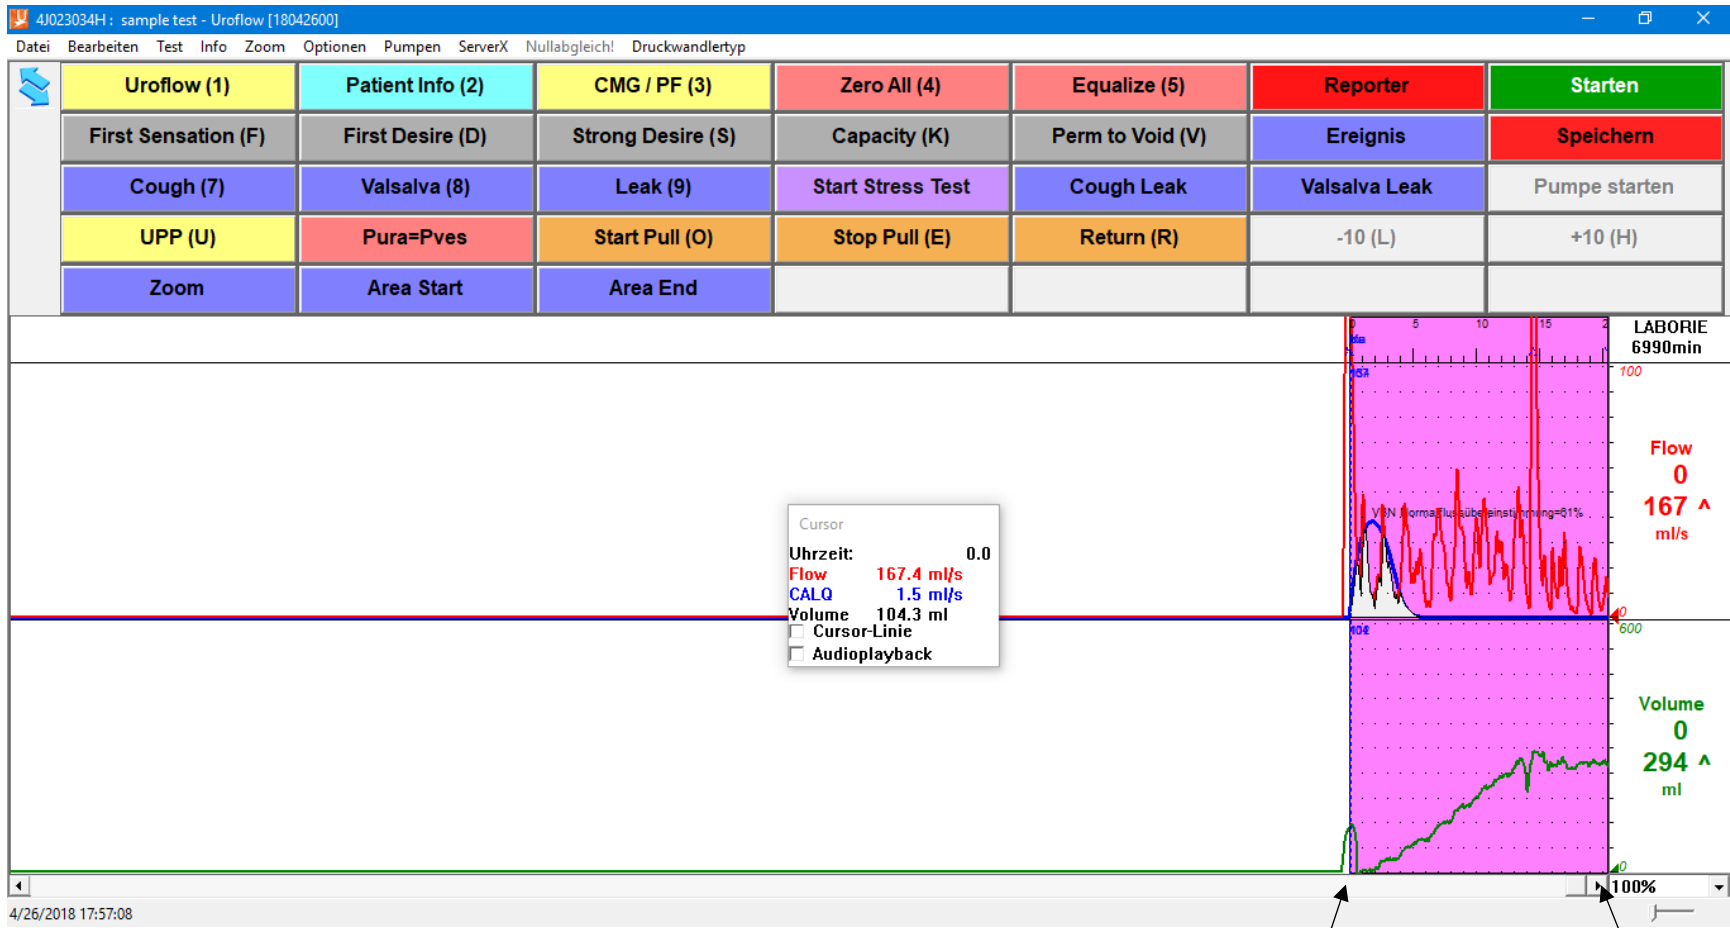 4J023034H : sample test - Uroflow [18042600]
Datei Bearbeiten Test Info Zoom Optionen Pumpen ServerX Nullabgleich! Druckwandlertyp
Uroflow (1) Patient Info (2) CMG / PF (3) Zero All (4) Equalize (5) Reporter Starten
First Sensation (F) First Desire (D) Strong Desire (S) Capacity (K) Perm to Void (V) Ereignis Speichern
Cough (7) Valsalva (8) Leak (9) Start Stress Test Cough Leak Valsalva Leak Pumpe starten
UPP (U) Pura=Pves Start Pull (O) Stop Pull (E) Return (R) -10 (L) +10 (H)
Zoom Area Start Area End
0 5 10 15 2
LABORIE
6990min
100
Flow
0
167 ^
ml/s
0
Cursor
Uhrzeit: 0.0
Flow 167.4 ml/s
CALQ 1.5 ml/s
Volume 104.3 ml
Cursor-Linie
Audioplayback
600
Volume
0
294 ^
ml
0
100%
4/26/2018 17:57:08